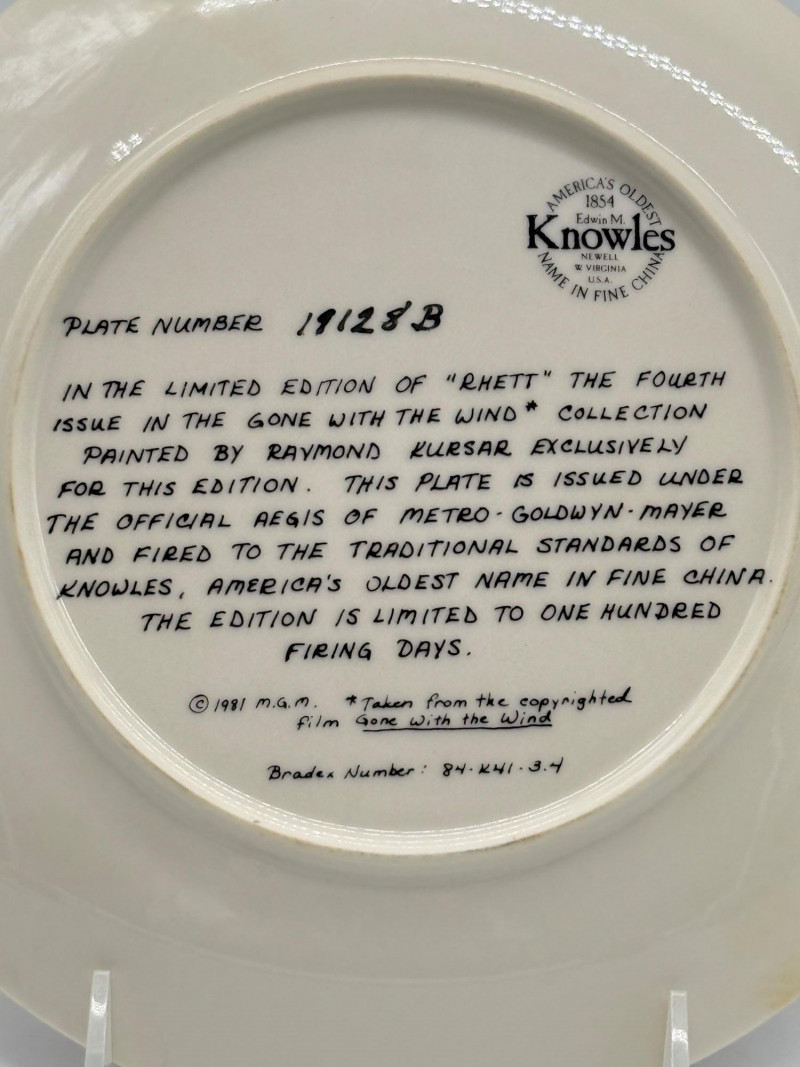 AMERICA'S OLDEST
1854
Edwin M.
Knowles
NEWELL
W. VIRGINIA
U.S.A.
NAME IN FINE CHINA
PLATE NUMBER 19128B
IN THE LIMITED EDITION OF "RHETT" THE FOURTH
ISSUE IN THE GONE WITH THE WIND* COLLECTION
PAINTED BY RAYMOND KURSAR EXCLUSIVELY
FOR THIS EDITION. THIS PLATE IS ISSUED UNDER
THE OFFICIAL AEGIS OF METRO-GOLDWYN-MAYER
AND FIRED TO THE TRADITIONAL STANDARDS OF
KNOWLES, AMERICA'S OLDEST NAME IN FINE CHINA.
THE EDITION IS LIMITED TO ONE HUNDRED
FIRING DAYS.
©1981 M.G.M. *Taken from the copyrighted
film Gone With the Wind
Bradex Number: 84-K41-3.4